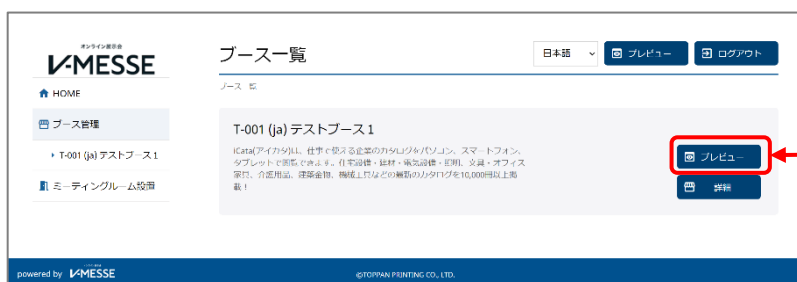 オンライン展示会
V-MESSE
HOME
ブース管理
T-001 (ja) テストブース1
ミーティングルーム設置
ブース一覧
日本語
プレビュー
ログアウト
ブース一覧
T-001 (ja) テストブース1
iCata(アイカタ)は、仕事で使える企業のカタログをパソコン、スマートフォン、
タブレットで閲覧できます。住宅設備・建材・電気設備・照明、文具・オフィス
家具、介護用品、建築金物、機械工具などの最新のカタログを10,000冊以上掲
載！
プレビュー
詳細
powered by V-MESSE
©TOPPAN PRINTING CO., LTD.